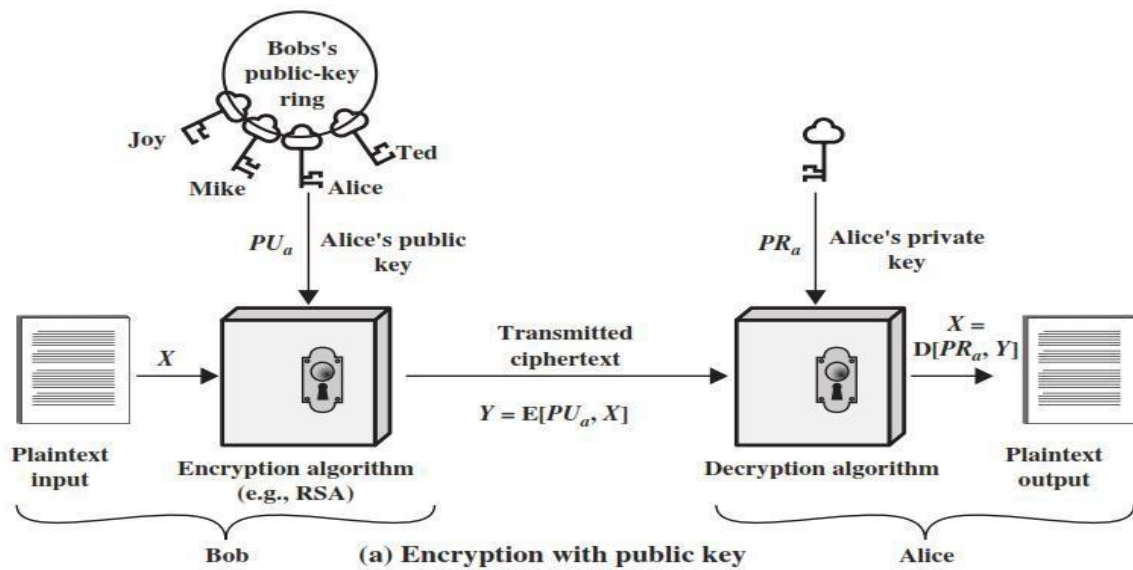 Bobs's
public-key
ring
Joy
Mike
Alice
Ted
PUa
Alice's public
key
PRa
Alice's private
key
X
Transmitted
ciphertext
Y = E[PUa, X]
X =
D[PRa, Y]
Plaintext
input
Encryption algorithm
(e.g., RSA)
Decryption algorithm
Plaintext
output
Bob
(a) Encryption with public key
Alice